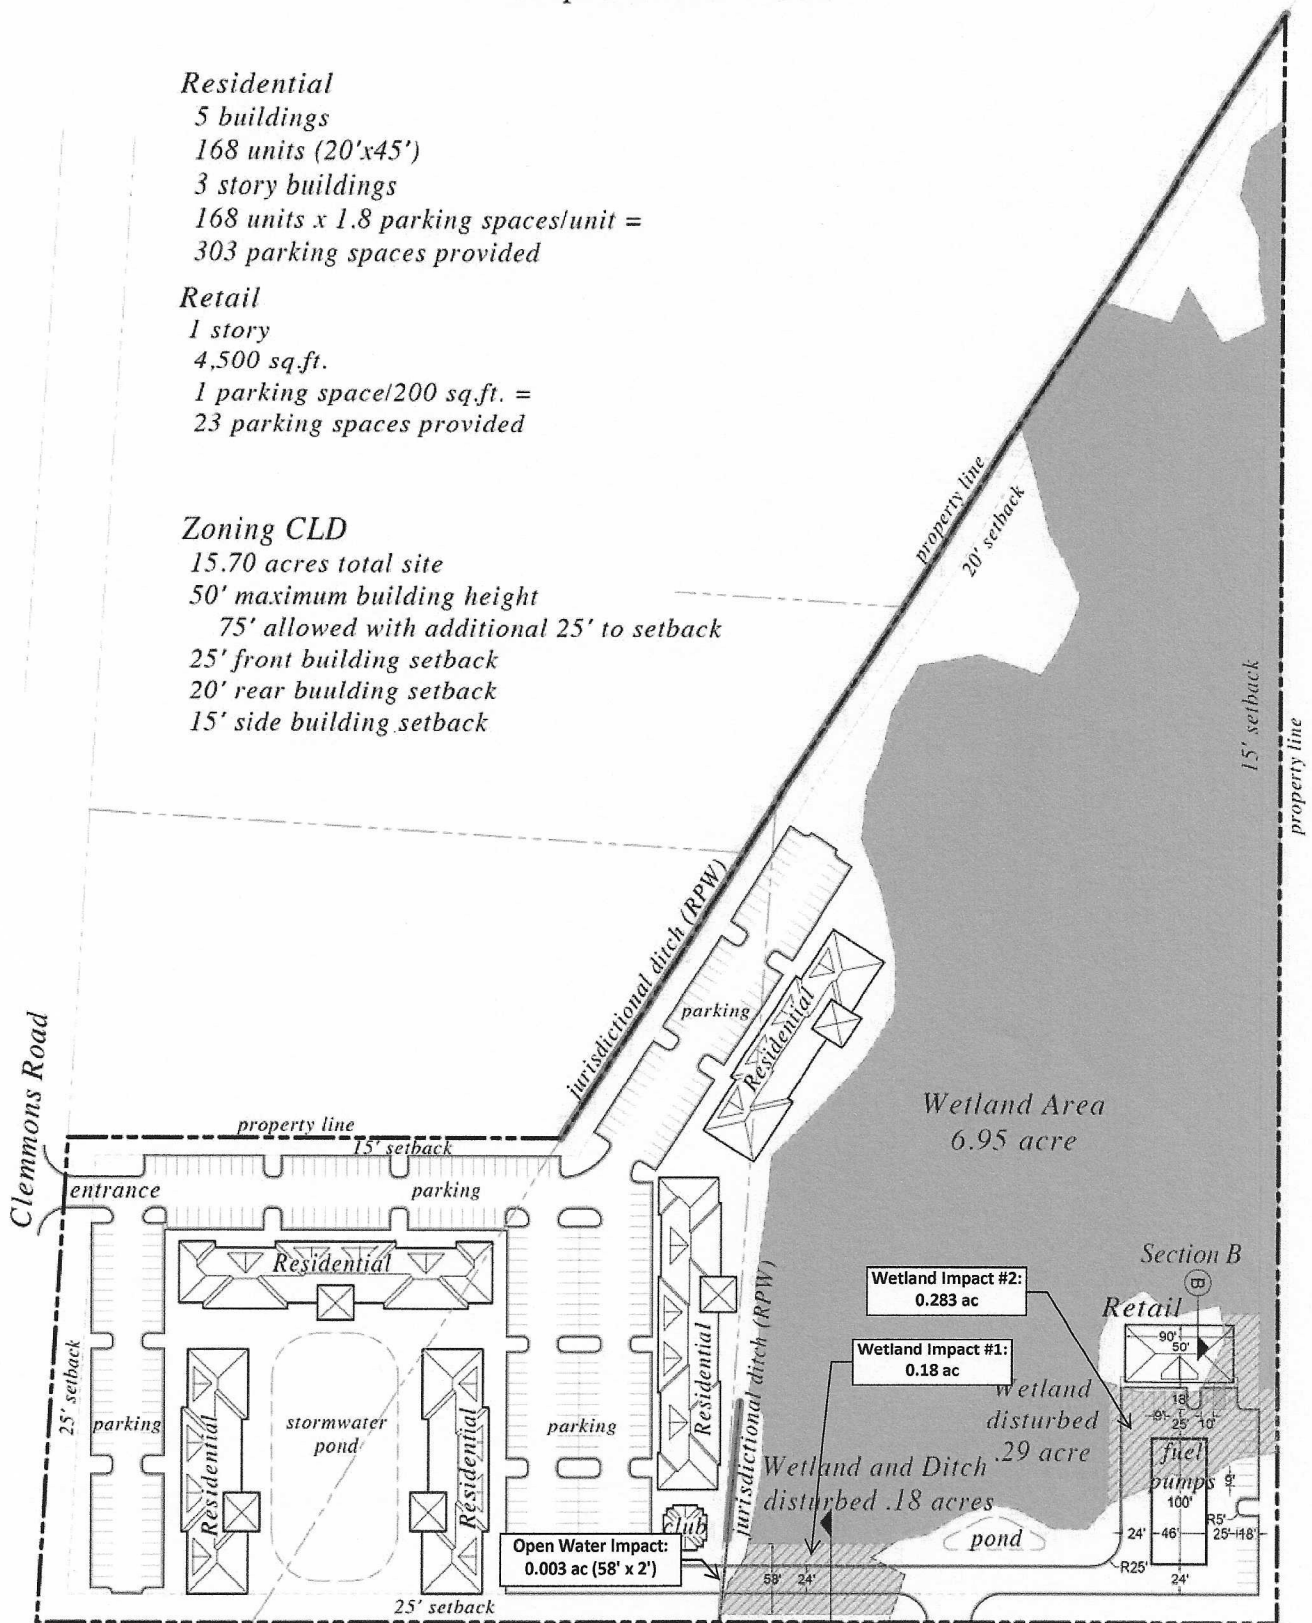 Residential
5 buildings
168 units (20'x45')
3 story buildings
168 units x 1.8 parking spaces/unit =
303 parking spaces provided
Retail
1 story
4,500 sq.ft.
1 parking space/200 sq.ft. =
23 parking spaces provided
Zoning CLD
15.70 acres total site
50' maximum building height
75' allowed with additional 25' to setback
25' front building setback
20' rear buulding setback
15' side building setback
property line
20' setback
15' setback
property line
jurisdictional ditch (RPW)
parking
Residential
Wetland Area
6.95 acre
Clemmons Road
property line
15' setback
entrance
parking
Residential
25' setback
parking
Residential
stormwater
pond
Residential
parking
Residential
club
jurisdictional ditch (RPW)
Section B
B
Retail
90'
50'
Wetland Impact #2:
0.283 ac
Wetland Impact #1:
0.18 ac
Wetland
disturbed
.29 acre
18'
9'
25'
10'
fuel
pumps
100'
9'
R5'
24'
46'
25'
18'
R25'
24'
Wetland and Ditch
disturbed .18 acres
pond
Open Water Impact:
0.003 ac (58' x 2')
58'
24'
25' setback